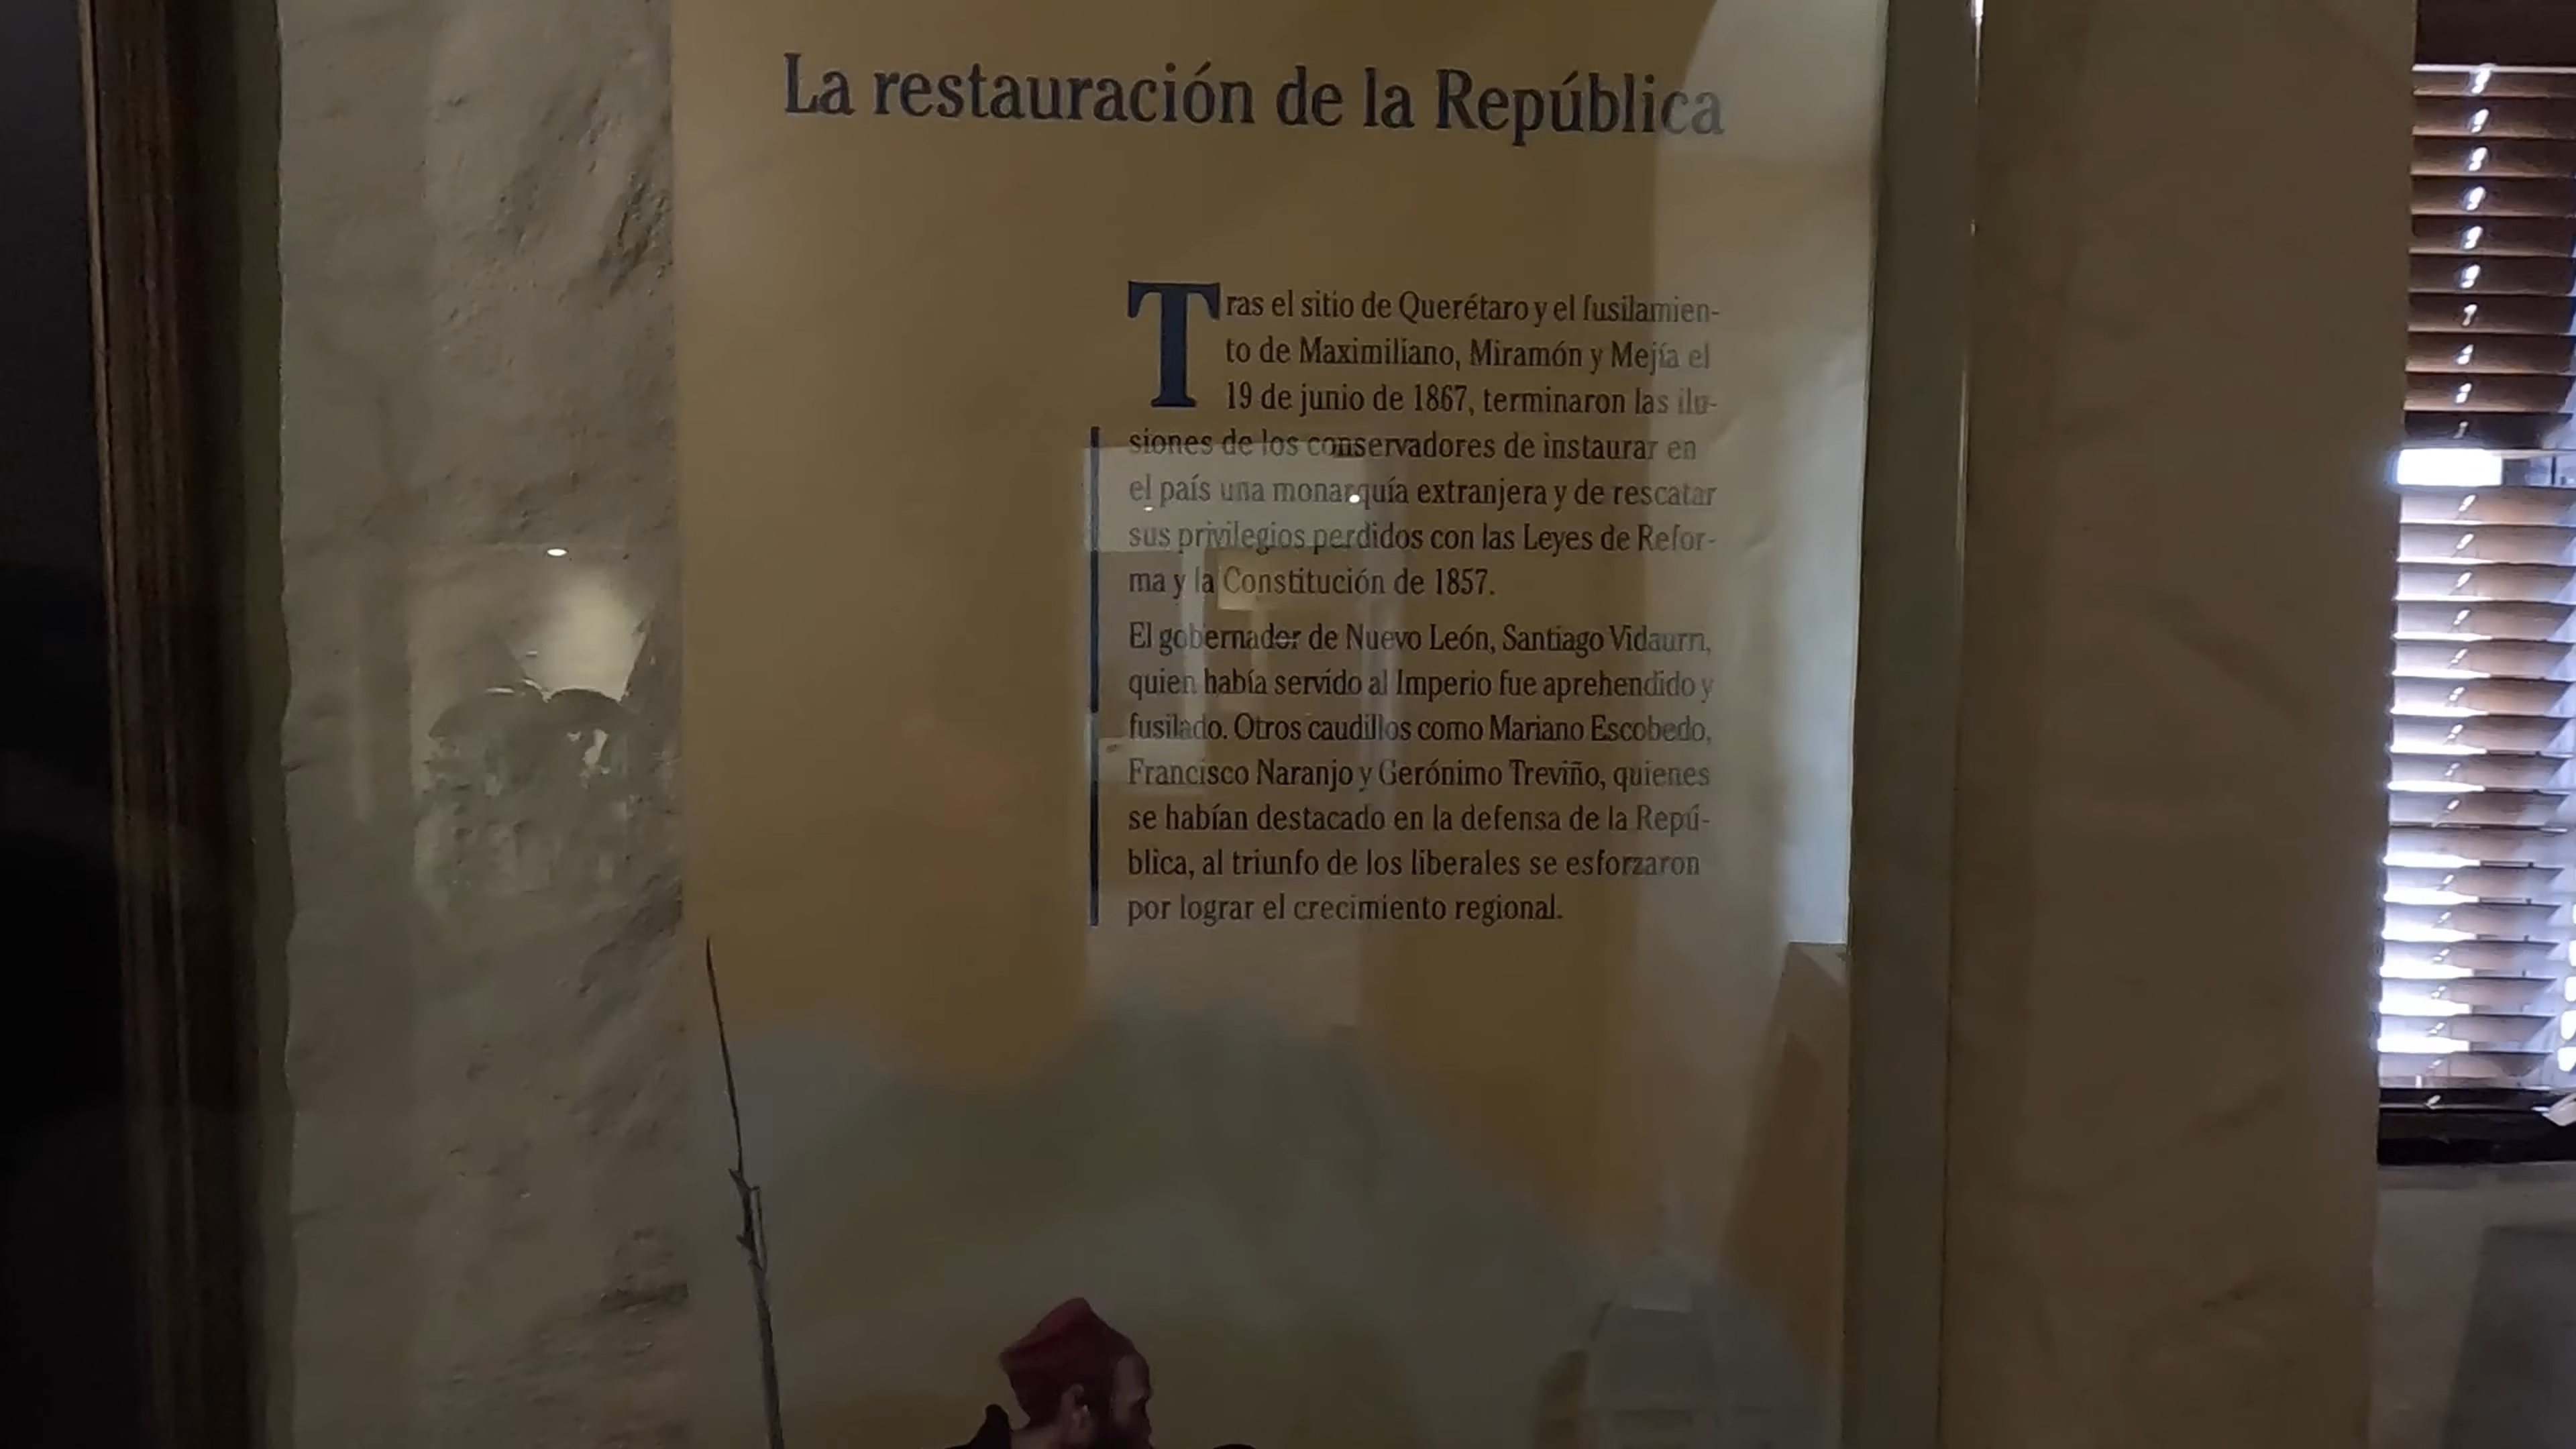 La restauración de la República
Tras el sitio de Querétaro y el fusilamien-
to de Maximiliano, Miramón y Mejía el
19 de junio de 1867, terminaron las ilu-
siones de los conservadores de instaurar en
el país una monarquía extranjera y de rescatar
sus privilegios perdidos con las Leyes de Refor-
ma y la Constitución de 1857.
El gobernador de Nuevo León, Santiago Vidaurri,
quien había servido al Imperio fue aprehendido y
fusilado. Otros caudillos como Mariano Escobedo,
Francisco Naranjo y Gerónimo Treviño, quienes
se habían destacado en la defensa de la Repú-
blica, al triunfo de los liberales se esforzaron
por lograr el crecimiento regional.